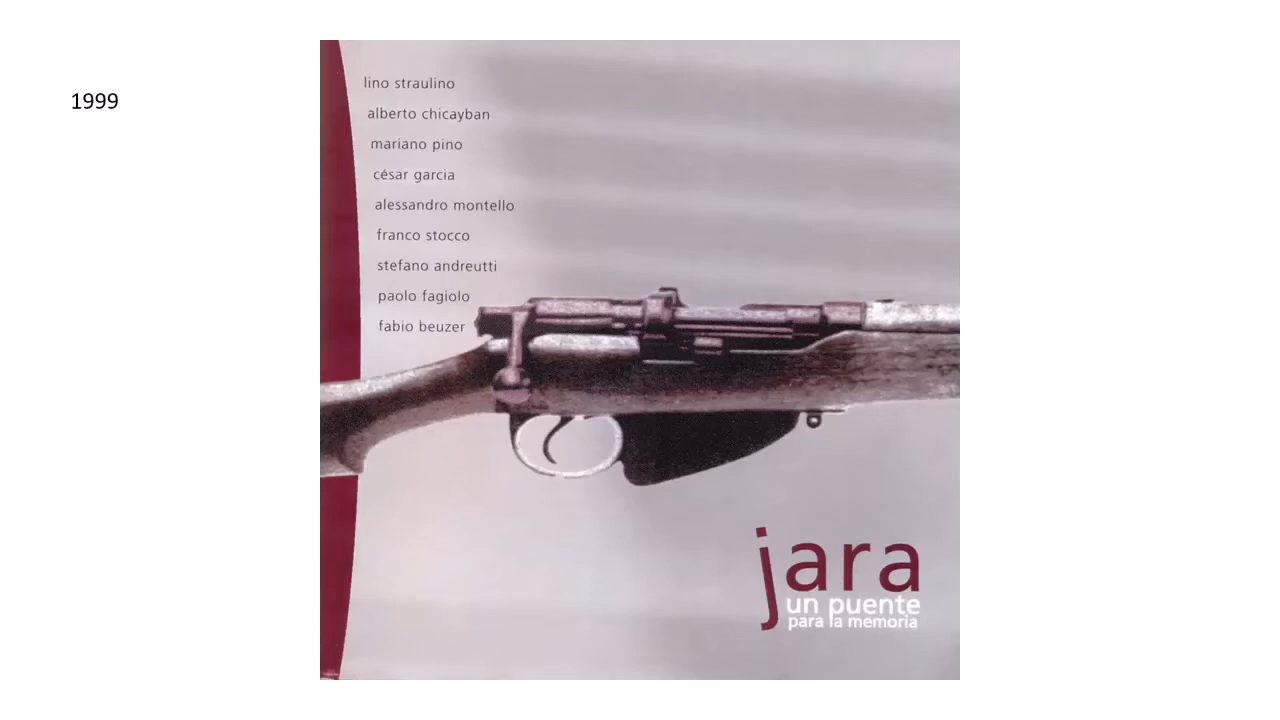 1999
lino straulino
alberto chicayban
mariano pino
césar garcia
alessandro montello
franco stocco
stefano andreutti
paolo fagiolo
fabio beuzer
jara
un puente
para la memoria